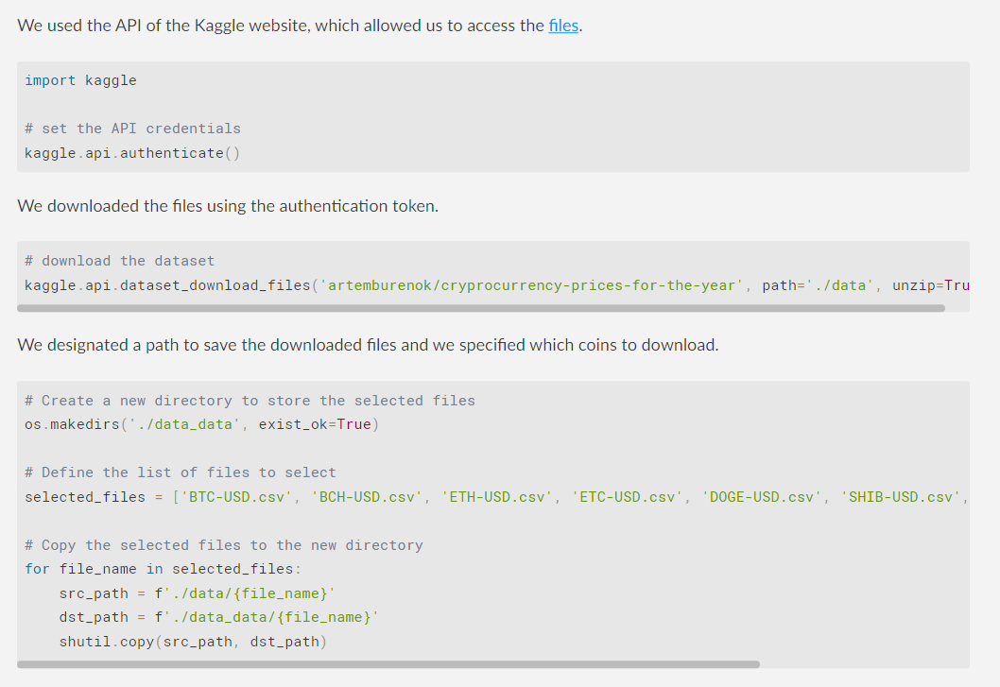 We used the API of the Kaggle website, which allowed us to access the files.
import kaggle
# set the API credentials
kaggle.api.authenticate()
We downloaded the files using the authentication token.
# download the dataset
kaggle.api.dataset_download_files('artemburenok/cryprocurrency-prices-for-the-year', path='./data', unzip=Tru
We designated a path to save the downloaded files and we specified which coins to download.
# Create a new directory to store the selected files
os.makedirs('./data_data', exist_ok=True)
# Define the list of files to select
selected_files = ['BTC-USD.csv', 'BCH-USD.csv', 'ETH-USD.csv', 'ETC-USD.csv', 'DOGE-USD.csv', 'SHIB-USD.csv',
# Copy the selected files to the new directory
for file_name in selected_files:
    src_path = f'./data/{file_name}'
    dst_path = f'./data_data/{file_name}'
    shutil.copy(src_path, dst_path)